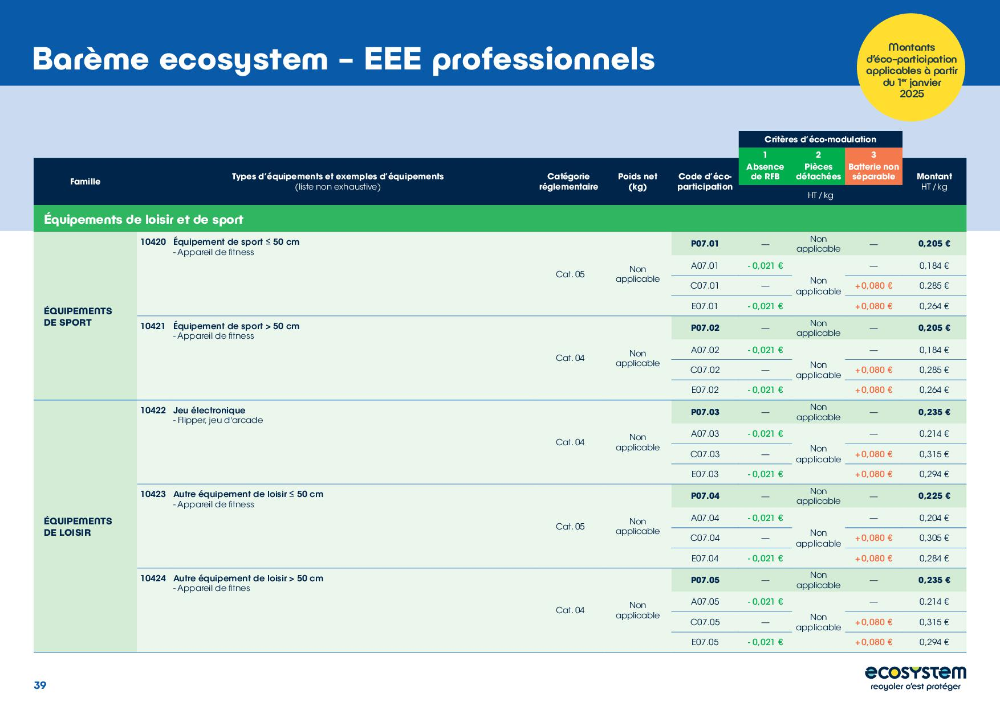 Barème ecosystem – EEE professionnels
Montants
d'éco-participation
applicables à partir
du 1er janvier
2025
Critères d'éco-modulation
Famille
Types d'équipements et exemples d'équipements
(liste non exhaustive)
Catégorie
réglementaire
Poids net
(kg)
Code d'éco-
participation
1
Absence
de RFB
2
Pièces
détachées
3
Batterie non
séparable
HT / kg
Montant
HT / kg
Équipements de loisir et de sport
ÉQUIPEMENTS
DE SPORT
10420 Équipement de sport ≤ 50 cm
- Appareil de fitness
Cat. 05
Non
applicable
P07.01 — Non applicable — 0,205 €
A07.01 - 0,021 € — 0,184 €
Non
applicable
C07.01 — +0,080 € 0,285 €
E07.01 - 0,021 € +0,080 € 0,264 €
10421 Équipement de sport > 50 cm
- Appareil de fitness
Cat. 04
Non
applicable
P07.02 — Non applicable — 0,205 €
A07.02 - 0,021 € — 0,184 €
Non
applicable
C07.02 — +0,080 € 0,285 €
E07.02 - 0,021 € +0,080 € 0,264 €
ÉQUIPEMENTS
DE LOISIR
10422 Jeu électronique
- Flipper, jeu d'arcade
Cat. 04
Non
applicable
P07.03 — Non applicable — 0,235 €
A07.03 - 0,021 € — 0,214 €
Non
applicable
C07.03 — +0,080 € 0,315 €
E07.03 - 0,021 € +0,080 € 0,294 €
10423 Autre équipement de loisir ≤ 50 cm
- Appareil de fitness
Cat. 05
Non
applicable
P07.04 — Non applicable — 0,225 €
A07.04 - 0,021 € — 0,204 €
Non
applicable
C07.04 — +0,080 € 0,305 €
E07.04 - 0,021 € +0,080 € 0,284 €
10424 Autre équipement de loisir > 50 cm
- Appareil de fitnes
Cat. 04
Non
applicable
P07.05 — Non applicable — 0,235 €
A07.05 - 0,021 € — 0,214 €
Non
applicable
C07.05 — +0,080 € 0,315 €
E07.05 - 0,021 € +0,080 € 0,294 €
39
ecosystem
recycler c'est protéger